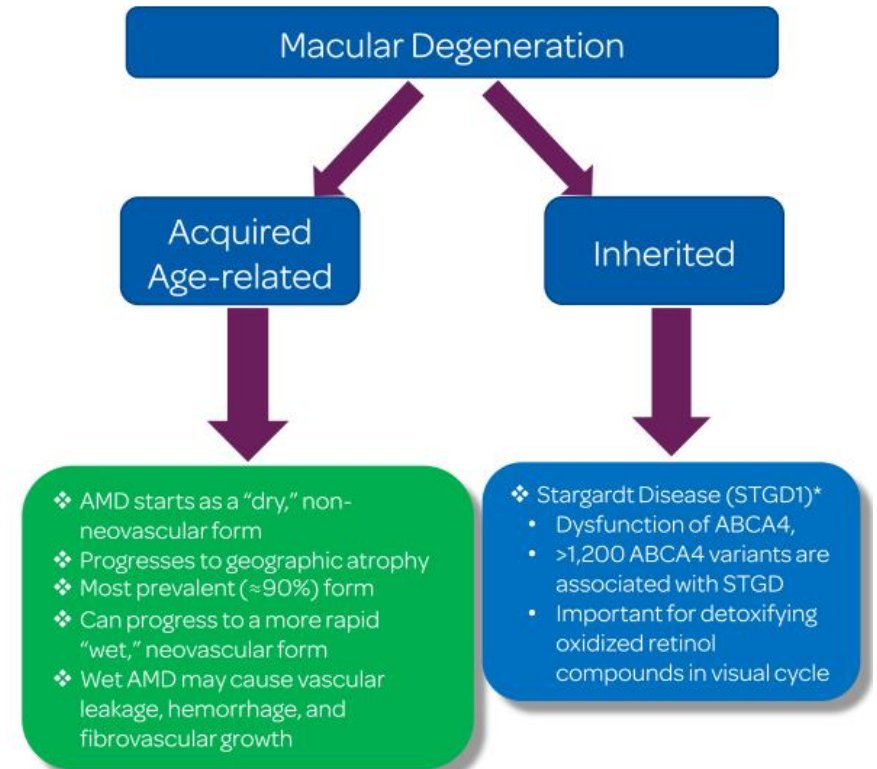 Macular Degeneration
Acquired
Age-related
Inherited
❖ AMD starts as a “dry,” non-
neovascular form
❖ Progresses to geographic atrophy
❖ Most prevalent (≈90%) form
❖ Can progress to a more rapid
“wet,” neovascular form
❖ Wet AMD may cause vascular
leakage, hemorrhage, and
fibrovascular growth
❖ Stargardt Disease (STGD1)*
• Dysfunction of ABCA4,
• >1,200 ABCA4 variants are
associated with STGD
• Important for detoxifying
oxidized retinol
compounds in visual cycle